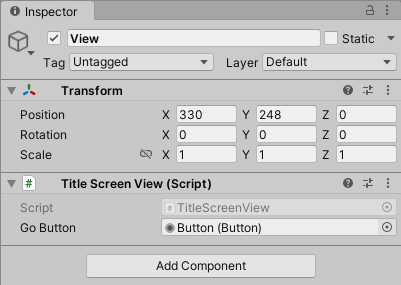 Inspector
View
Static
Tag Untagged Layer Default
Transform
Position X 330 Y 248 Z 0
Rotation X 0 Y 0 Z 0
Scale X 1 Y 1 Z 1
# Title Screen View (Script)
Script # TitleScreenView
Go Button Button (Button)
Add Component